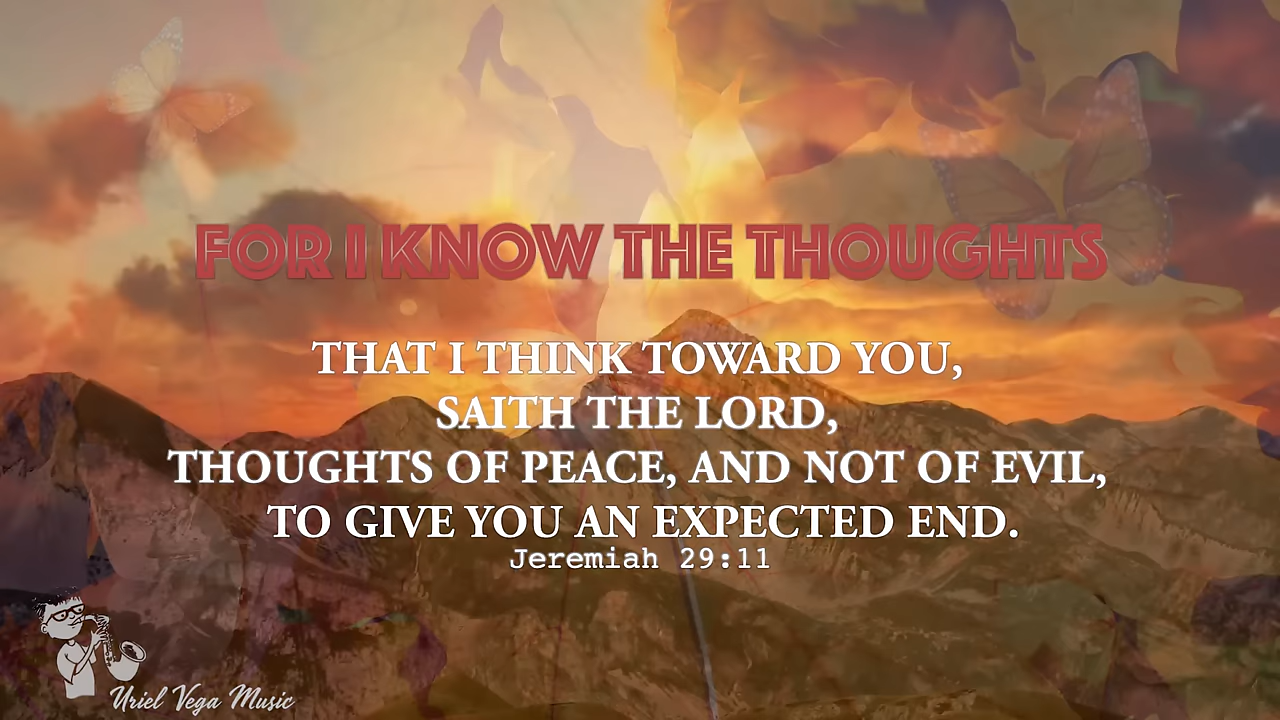 FOR I KNOW THE THOUGHTS
THAT I THINK TOWARD YOU,
SAITH THE LORD,
THOUGHTS OF PEACE, AND NOT OF EVIL,
TO GIVE YOU AN EXPECTED END.
Jeremiah 29:11
Uriel Vega Music